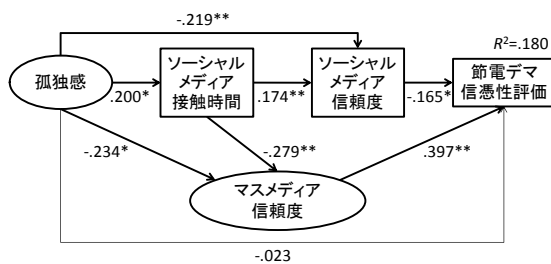 -.219**
R²=.180
孤独感
.200*
ソーシャル
メディア
接触時間
.174**
ソーシャル
メディア
信頼度
-.165*
節電デマ
信憑性評価
-.234*
-.279**
.397**
マスメディア
信頼度
-.023